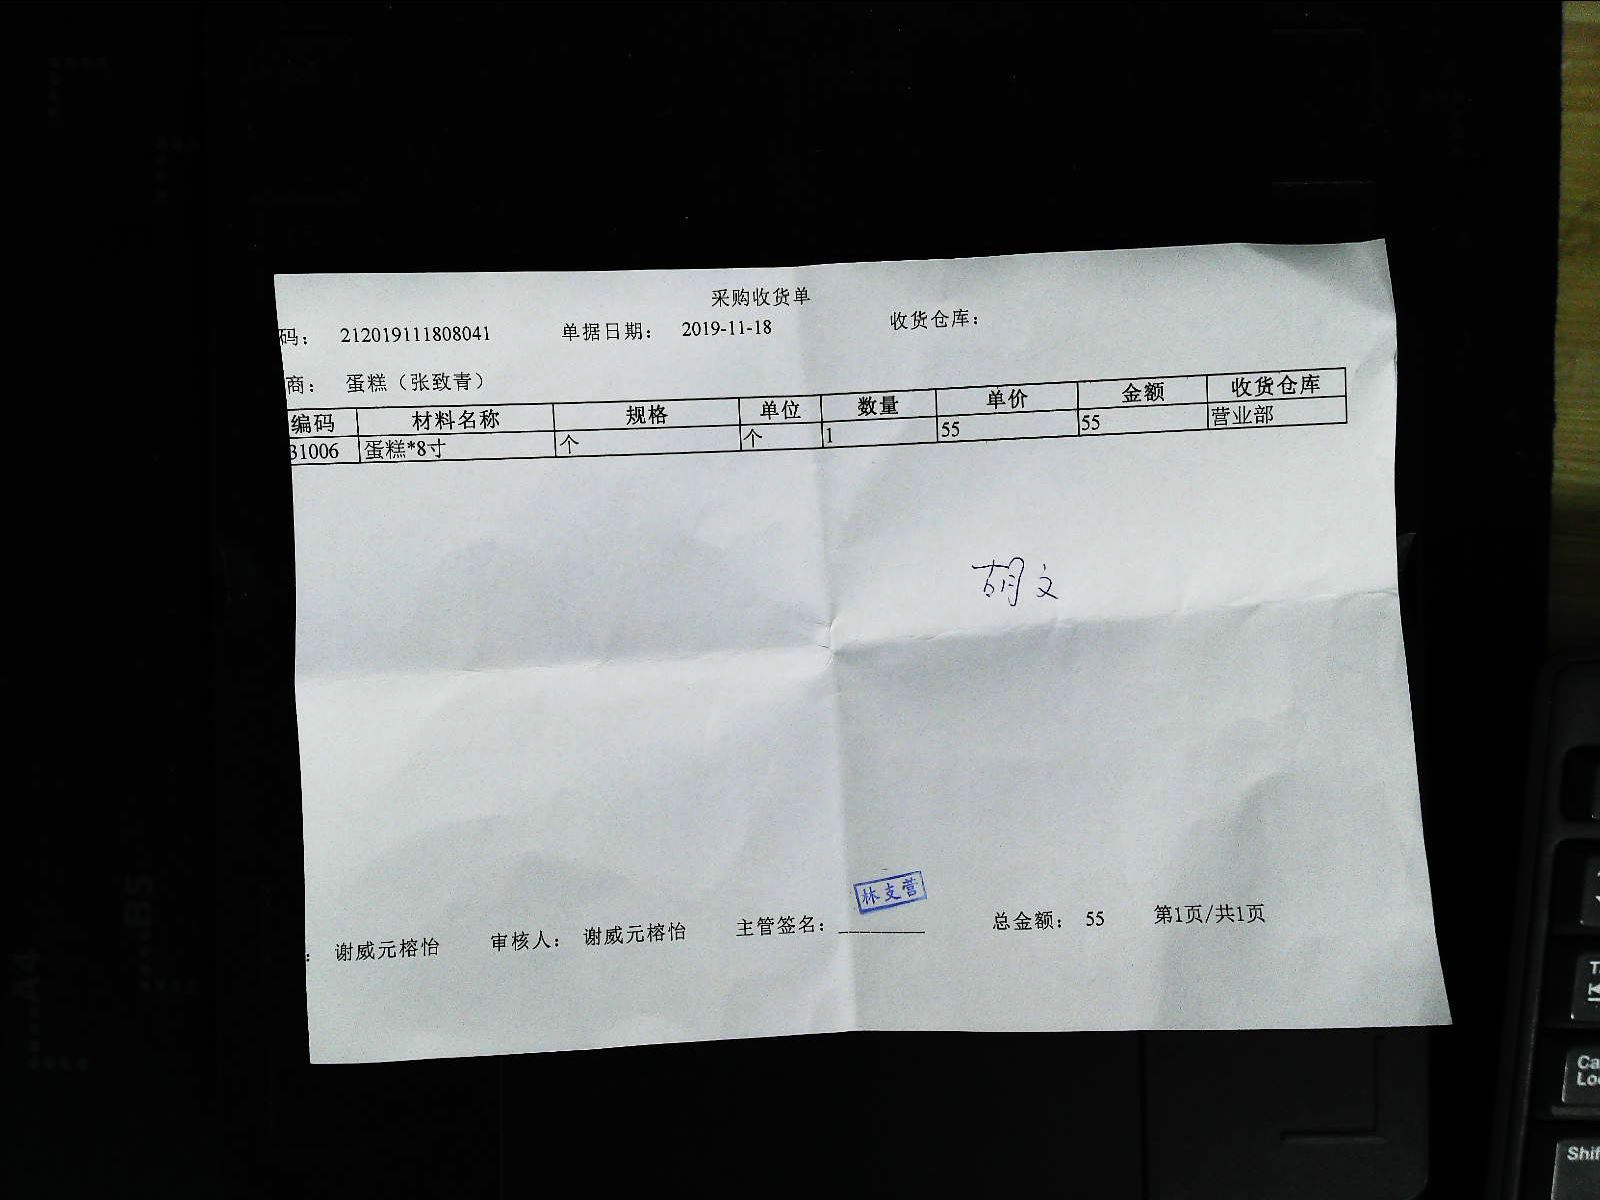 采购收货单
码： 212019111808041 单据日期： 2019-11-18 收货仓库：
商： 蛋糕（张致青）
编码 材料名称 规格 单位 数量 单价 金额 收货仓库
31006 蛋糕*8寸 个 个 1 55 55 营业部
胡文
林支营
： 谢威元榕怡 审核人： 谢威元榕怡 主管签名：________ 总金额： 55 第1页/共1页
B5
A4
Shif